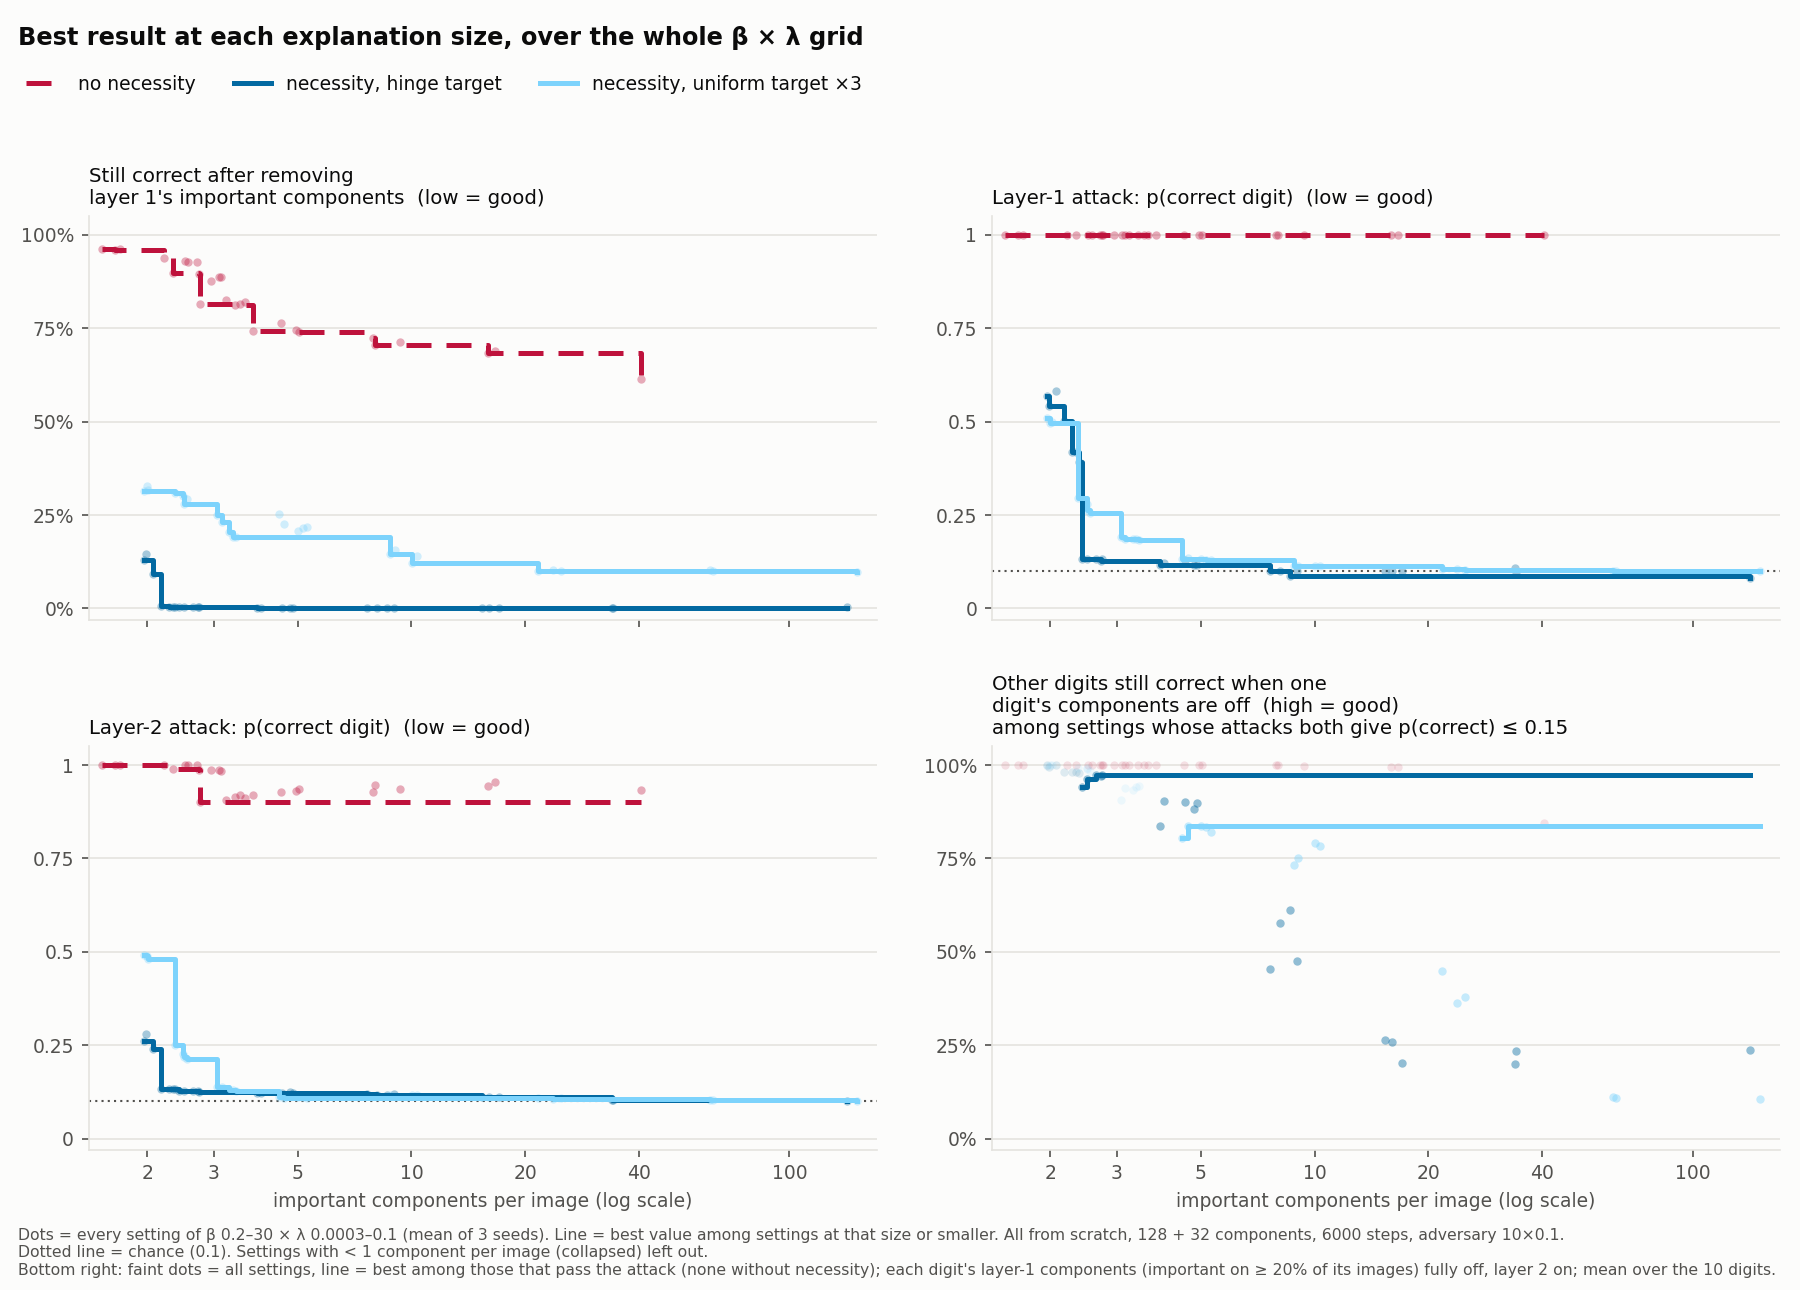 Best result at each explanation size, over the whole β × λ grid
no necessity
necessity, hinge target
necessity, uniform target ×3
Still correct after removing
layer 1's important components  (low = good)
100%
75%
50%
25%
0%
Layer-1 attack: p(correct digit)  (low = good)
1
0.75
0.5
0.25
0
Layer-2 attack: p(correct digit)  (low = good)
1
0.75
0.5
0.25
0
2 3 5 10 20 40 100
important components per image (log scale)
Other digits still correct when one
digit's components are off  (high = good)
among settings whose attacks both give p(correct) ≤ 0.15
100%
75%
50%
25%
0%
2 3 5 10 20 40 100
important components per image (log scale)
Dots = every setting of β 0.2–30 × λ 0.0003–0.1 (mean of 3 seeds). Line = best value among settings at that size or smaller. All from scratch, 128 + 32 components, 6000 steps, adversary 10×0.1.
Dotted line = chance (0.1). Settings with < 1 component per image (collapsed) left out.
Bottom right: faint dots = all settings, line = best among those that pass the attack (none without necessity); each digit's layer-1 components (important on ≥ 20% of its images) fully off, layer 2 on; mean over the 10 digits.